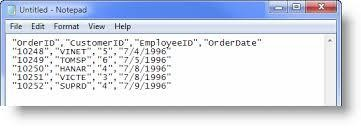 Untitled - Notepad
File Edit Format View Help
"OrderID","CustomerID","EmployeeID","OrderDate"
"10248","VINET","5","7/4/1996"
"10249","TOMSP","6","7/5/1996"
"10250","HANAR","4","7/8/1996"
"10251","VICTE","3","7/8/1996"
"10252","SUPRD","4","7/9/1996"